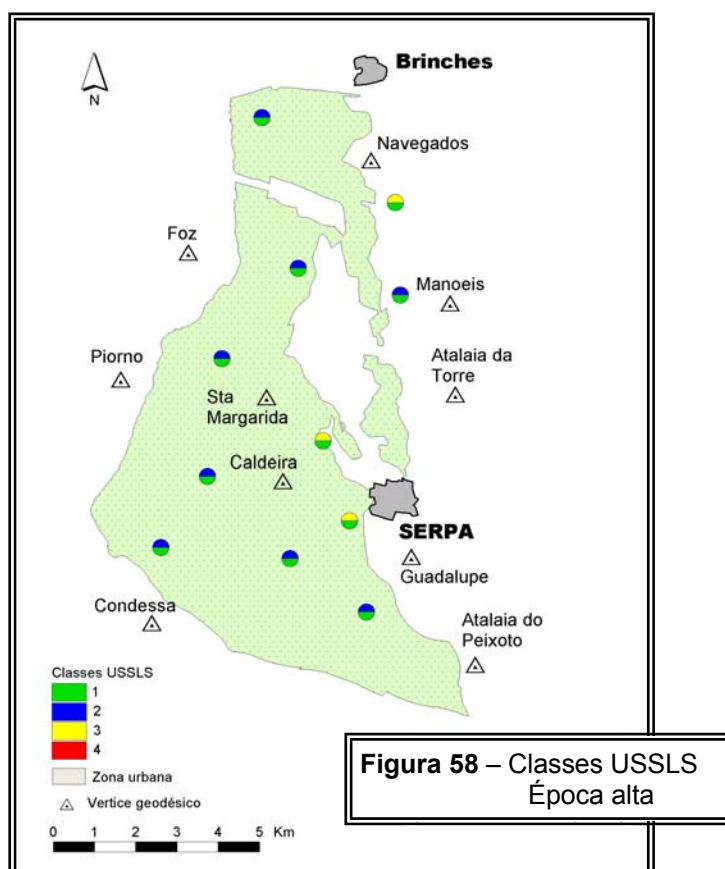 Brinches
N
Navegados
Foz
Manoeis
Piorno
Atalaia da
Torre
Sta
Margarida
Caldeira
SERPA
Guadalupe
Condessa
Atalaia do
Peixoto
Classes USSLS
1
2
3
4
Zona urbana
Vertice geodésico
0 1 2 3 4 5 Km
Figura 58 – Classes USSLS
Época alta